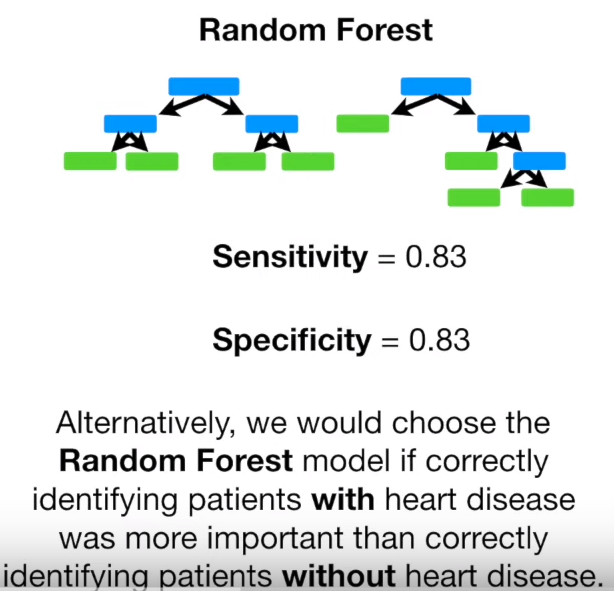 Random Forest
Sensitivity = 0.83
Specificity = 0.83
Alternatively, we would choose the
Random Forest model if correctly
identifying patients with heart disease
was more important than correctly
identifying patients without heart disease.